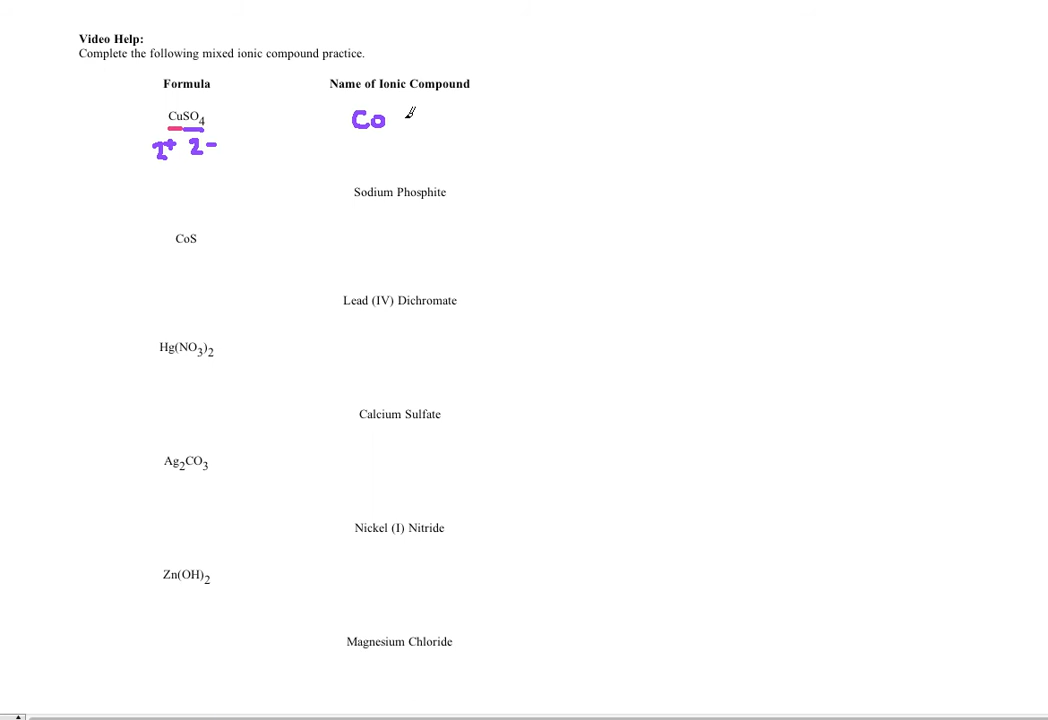 Video Help:
Complete the following mixed ionic compound practice.
Formula Name of Ionic Compound
CuSO4 Co
2+ 2-
Sodium Phosphite
CoS
Lead (IV) Dichromate
Hg(NO3)2
Calcium Sulfate
Ag2CO3
Nickel (I) Nitride
Zn(OH)2
Magnesium Chloride